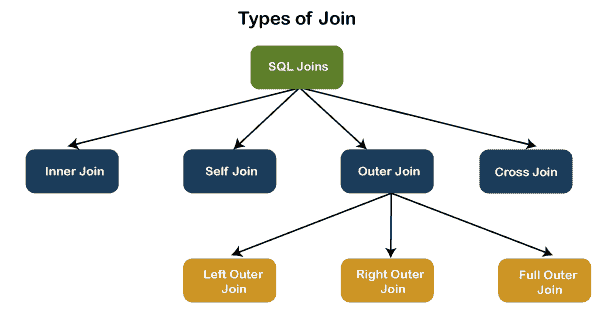 Types of Join
SQL Joins
Inner Join
Self Join
Outer Join
Cross Join
Left Outer
Join
Right Outer
Join
Full Outer
Join